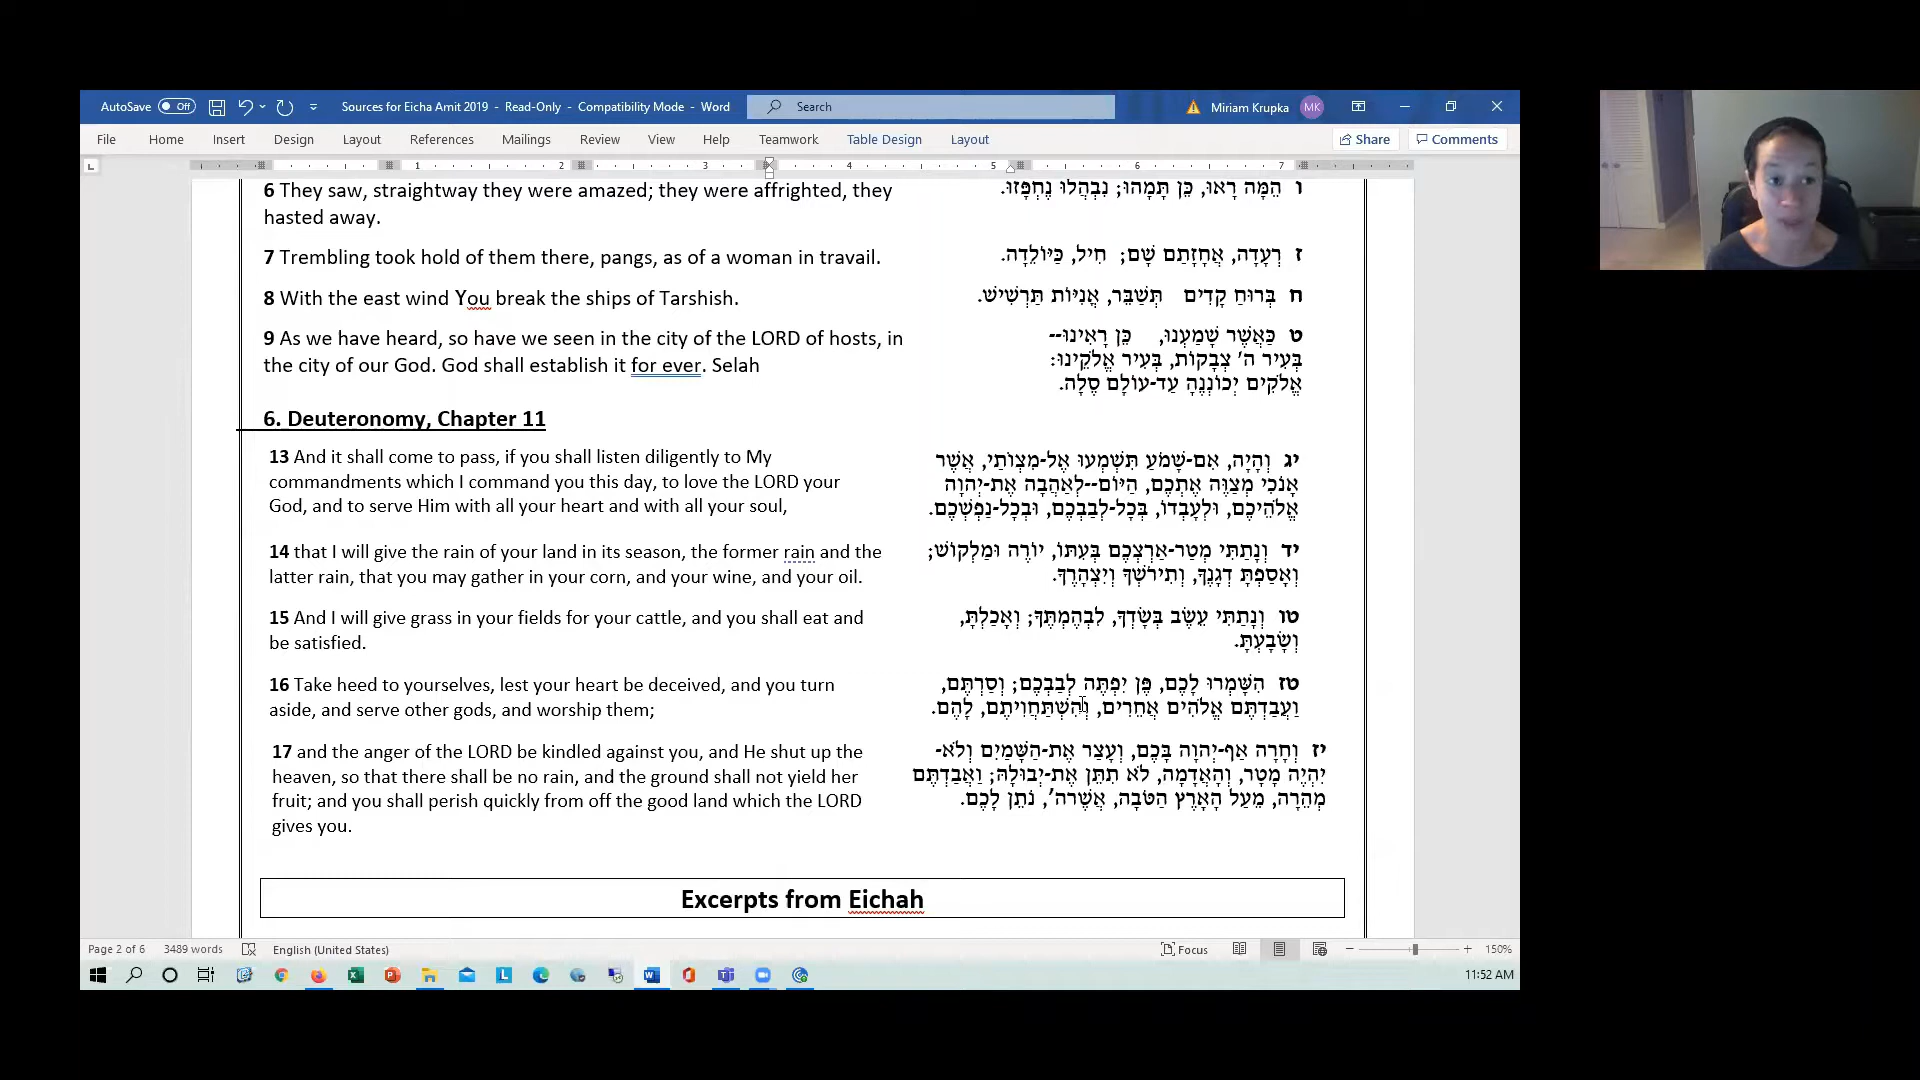 AutoSave Off Sources for Eicha Amit 2019 - Read-Only - Compatibility Mode - Word Search Miriam Krupka MK
File Home Insert Design Layout References Mailings Review View Help Teamwork Table Design Layout Share Comments
1 2 3 4 5 6 7
6 They saw, straightway they were amazed; they were affrighted, they
hasted away.
ו הֵמָּה רָאוּ, כֵּן תָּמָהוּ; נִבְהֲלוּ נֶחְפָּזוּ.
7 Trembling took hold of them there, pangs, as of a woman in travail.
ז רְעָדָה, אֲחָזָתַם שָׁם; חִיל, כַּיּוֹלֵדָה.
8 With the east wind You break the ships of Tarshish.
ח בְּרוּחַ קָדִים תְּשַׁבֵּר, אֳנִיּוֹת תַּרְשִׁישׁ.
9 As we have heard, so have we seen in the city of the LORD of hosts, in
the city of our God. God shall establish it for ever. Selah
ט כַּאֲשֶׁר שָׁמַעְנוּ, כֵּן רָאִינוּ--
בְּעִיר ה' צְבָקוֹת, בְּעִיר אֱלֹקֵינוּ:
אֱלֹקִים יְכוֹנְנֶהָ עַד-עוֹלָם סֶלָה.
6. Deuteronomy, Chapter 11
13 And it shall come to pass, if you shall listen diligently to My
commandments which I command you this day, to love the LORD your
God, and to serve Him with all your heart and with all your soul,
יג וְהָיָה, אִם-שָׁמֹעַ תִּשְׁמְעוּ אֶל-מִצְוֺתַי, אֲשֶׁר
אָנֹכִי מְצַוֶּה אֶתְכֶם, הַיּוֹם--לְאַהֲבָה אֶת-יְהוָה
אֱלֹהֵיכֶם, וּלְעָבְדוֹ, בְּכָל-לְבַבְכֶם, וּבְכָל-נַפְשְׁכֶם.
14 that I will give the rain of your land in its season, the former rain and the
latter rain, that you may gather in your corn, and your wine, and your oil.
יד וְנָתַתִּי מְטַר-אַרְצְכֶם בְּעִתּוֹ, יוֹרֶה וּמַלְקוֹשׁ;
וְאָסַפְתָּ דְגָנֶךָ, וְתִירֹשְׁךָ וְיִצְהָרֶךָ.
15 And I will give grass in your fields for your cattle, and you shall eat and
be satisfied.
טו וְנָתַתִּי עֵשֶׂב בְּשָׂדְךָ, לִבְהֶמְתֶּךָ; וְאָכַלְתָּ,
וְשָׂבָעְתָּ.
16 Take heed to yourselves, lest your heart be deceived, and you turn
aside, and serve other gods, and worship them;
טז הִשָּׁמְרוּ לָכֶם, פֶּן יִפְתֶּה לְבַבְכֶם; וְסַרְתֶּם,
וַעֲבַדְתֶּם אֱלֹהִים אֲחֵרִים, וְהִשְׁתַּחֲוִיתֶם, לָהֶם.
17 and the anger of the LORD be kindled against you, and He shut up the
heaven, so that there shall be no rain, and the ground shall not yield her
fruit; and you shall perish quickly from off the good land which the LORD
gives you.
יז וְחָרָה אַף-יְהוָה בָּכֶם, וְעָצַר אֶת-הַשָּׁמַיִם וְלֹא-
יִהְיֶה מָטָר, וְהָאֲדָמָה, לֹא תִתֵּן אֶת-יְבוּלָהּ; וַאֲבַדְתֶּם
מְהֵרָה, מֵעַל הָאָרֶץ הַטֹּבָה, אֲשֶׁרה', נֹתֵן לָכֶם.
Excerpts from Eichah
Page 2 of 6 3489 words English (United States) Focus 150%
11:52 AM